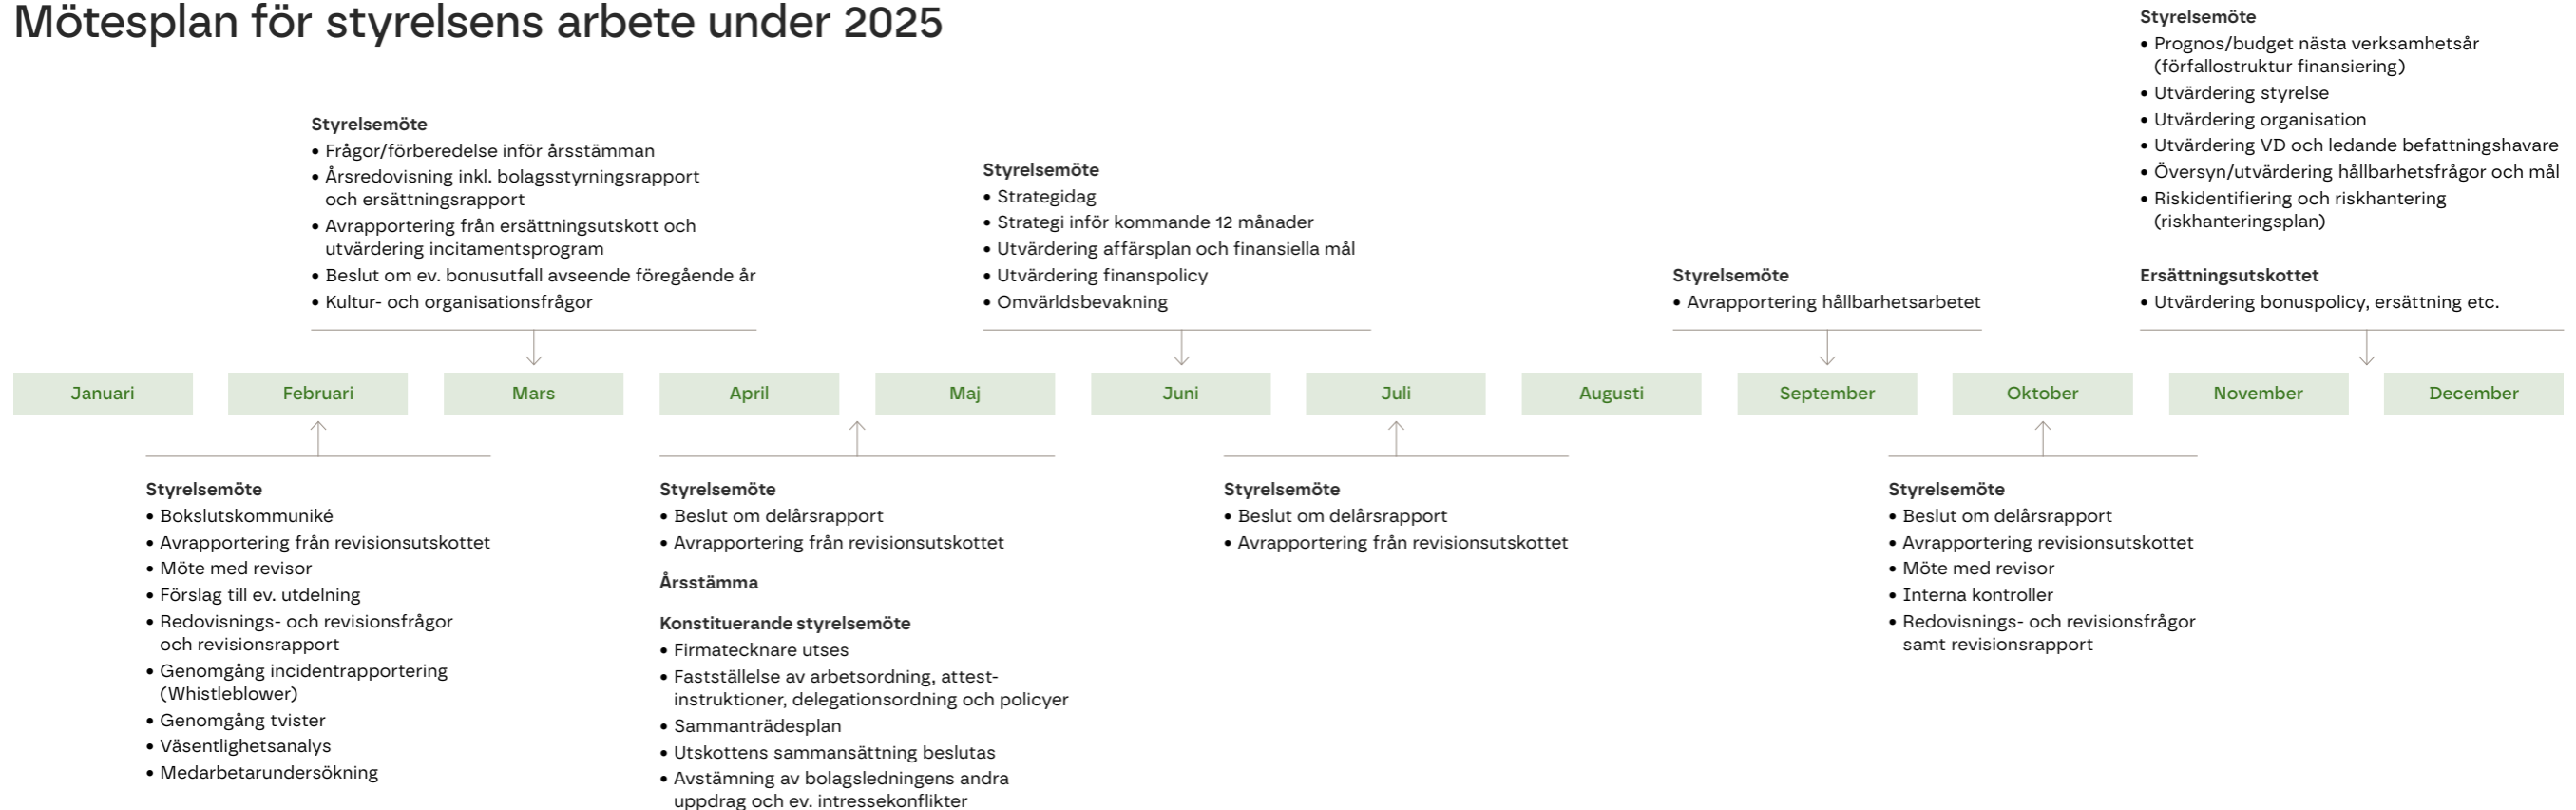 Mötesplan för styrelsens arbete under 2025
Styrelsemöte
• Frågor/förberedelse inför årsstämman
• Årsredovisning inkl. bolagsstyrningsrapport
och ersättningsrapport
• Avrapportering från ersättningsutskott och
utvärdering incitamentsprogram
• Beslut om ev. bonusutfall avseende föregående år
• Kultur- och organisationsfrågor
Styrelsemöte
• Strategidag
• Strategi inför kommande 12 månader
• Utvärdering affärsplan och finansiella mål
• Utvärdering finanspolicy
• Omvärldsbevakning
Styrelsemöte
• Avrapportering hållbarhetsarbetet
Styrelsemöte
• Prognos/budget nästa verksamhetsår
(förfallostruktur finansiering)
• Utvärdering styrelse
• Utvärdering organisation
• Utvärdering VD och ledande befattningshavare
• Översyn/utvärdering hållbarhetsfrågor och mål
• Riskidentifiering och riskhantering
(riskhanteringsplan)
Ersättningsutskottet
• Utvärdering bonuspolicy, ersättning etc.
Januari
Februari
Mars
April
Maj
Juni
Juli
Augusti
September
Oktober
November
December
Styrelsemöte
• Bokslutskommuniké
• Avrapportering från revisionsutskottet
• Möte med revisor
• Förslag till ev. utdelning
• Redovisnings- och revisionsfrågor
och revisionsrapport
• Genomgång incidentrapportering
(Whistleblower)
• Genomgång tvister
• Väsentlighetsanalys
• Medarbetarundersökning
Styrelsemöte
• Beslut om delårsrapport
• Avrapportering från revisionsutskottet
Årsstämma
Konstituerande styrelsemöte
• Firmatecknare utses
• Fastställelse av arbetsordning, attest-
instruktioner, delegationsordning och policyer
• Sammanträdesplan
• Utskottens sammansättning beslutas
• Avstämning av bolagsledningens andra
uppdrag och ev. intressekonflikter
Styrelsemöte
• Beslut om delårsrapport
• Avrapportering från revisionsutskottet
Styrelsemöte
• Beslut om delårsrapport
• Avrapportering revisionsutskottet
• Möte med revisor
• Interna kontroller
• Redovisnings- och revisionsfrågor
samt revisionsrapport